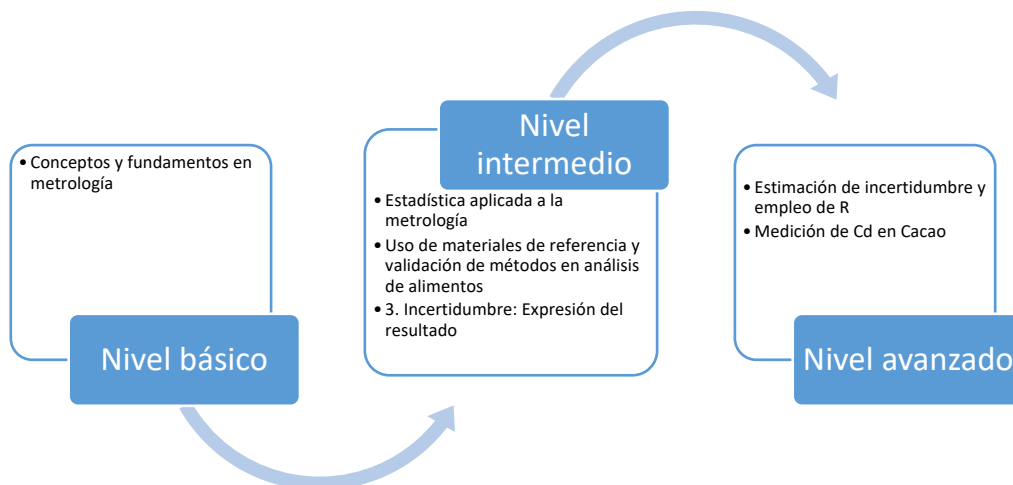 • Conceptos y fundamentos en
metrología
Nivel básico
Nivel
intermedio
• Estadística aplicada a la
metrología
• Uso de materiales de referencia y
validación de métodos en análisis
de alimentos
• 3. Incertidumbre: Expresión del
resultado
• Estimación de incertidumbre y
empleo de R
• Medición de Cd en Cacao
Nivel avanzado